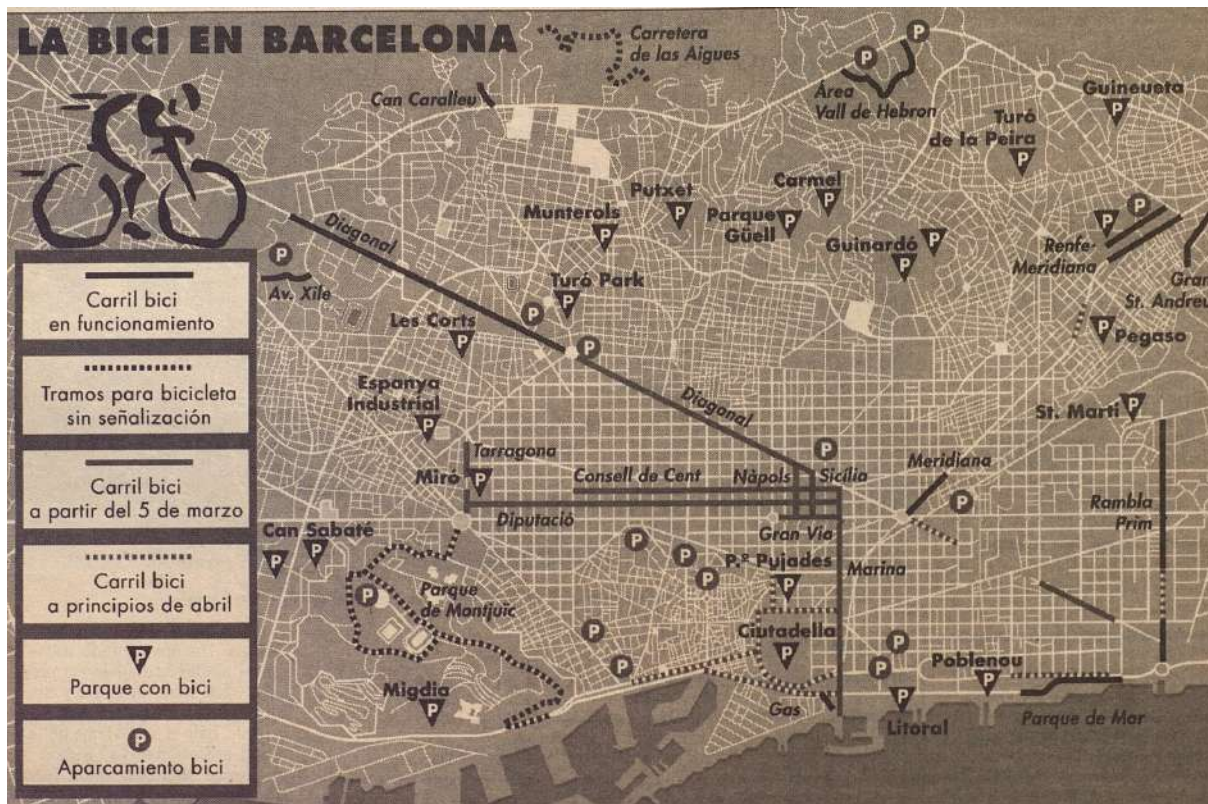 LA BICI EN BARCELONA
Carretera
de las Aigues
Can Caralleu
Área
Vall de Hebron
Guineueta
Turó
de la Peira
Carmel
Putxet
Parque
Güell
Munterols
Guinardó
Renfe-
Meridiana
Gran
St. Andreu
Diagonal
Av. Xile
Turó Park
Les Corts
Pegaso
Espanya
Industrial
Diagonal
St. Martí
Tarragona
Miró
Consell de Cent
Nàpols
Sicília
Meridiana
Rambla
Prim
Diputació
Gran Via
Can Sabaté
P.º Pujades
Marina
Parque
de Montjuïc
Ciutadella
Poblenou
Migdia
Gas
Litoral
Parque de Mar
Carril bici
en funcionamiento
Tramos para bicicleta
sin señalización
Carril bici
a partir del 5 de marzo
Carril bici
a principios de abril
P
Parque con bici
P
Aparcamiento bici